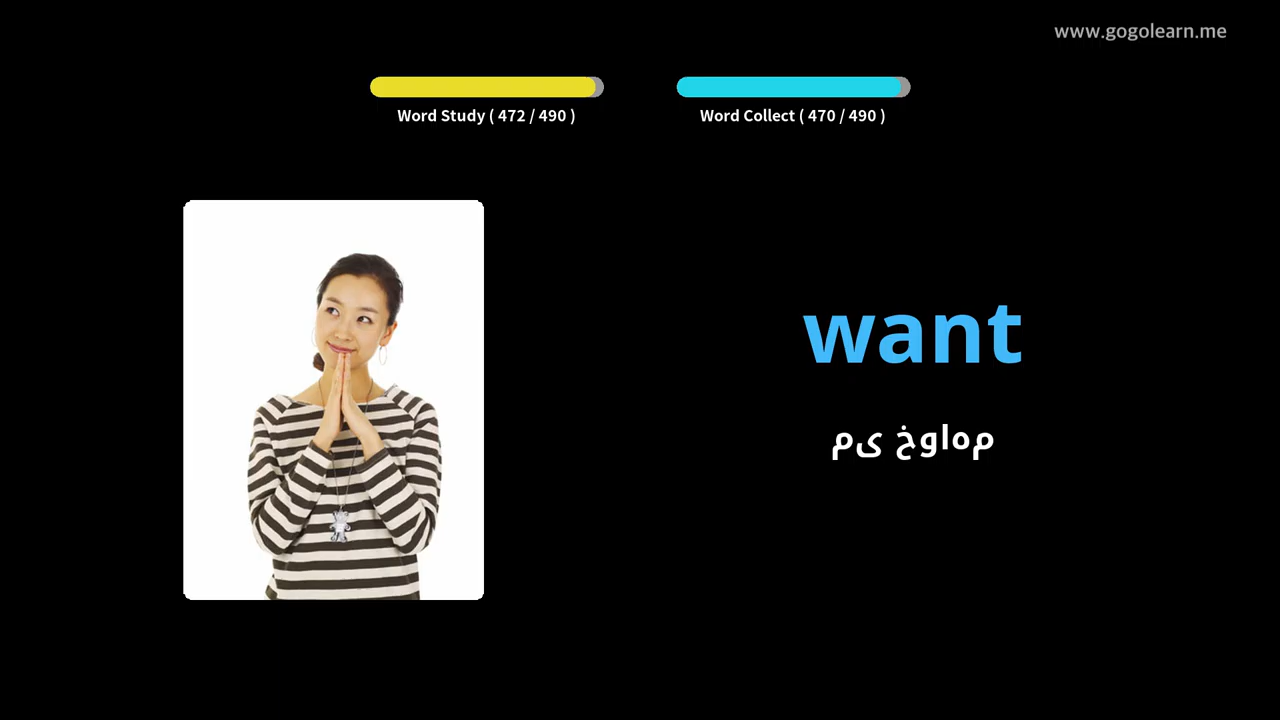 www.gogolearn.me
Word Study ( 472 / 490 )
Word Collect ( 470 / 490 )
want
می خواهم